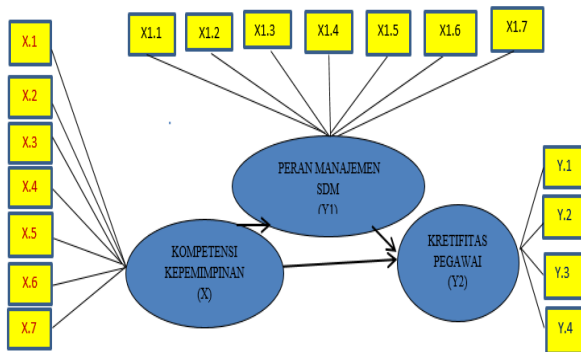 X.1
X.2
X.3
X.4
X.5
X.6
X.7
X1.1
X1.2
X1.3
X1.4
X1.5
X1.6
X1.7
PERAN MANAJEMEN
SDM
(Y1)
KOMPETENSI
KEPEMIMPINAN
(X)
KRETIFITAS
PEGAWAI
(Y2)
Y.1
Y.2
Y.3
Y.4